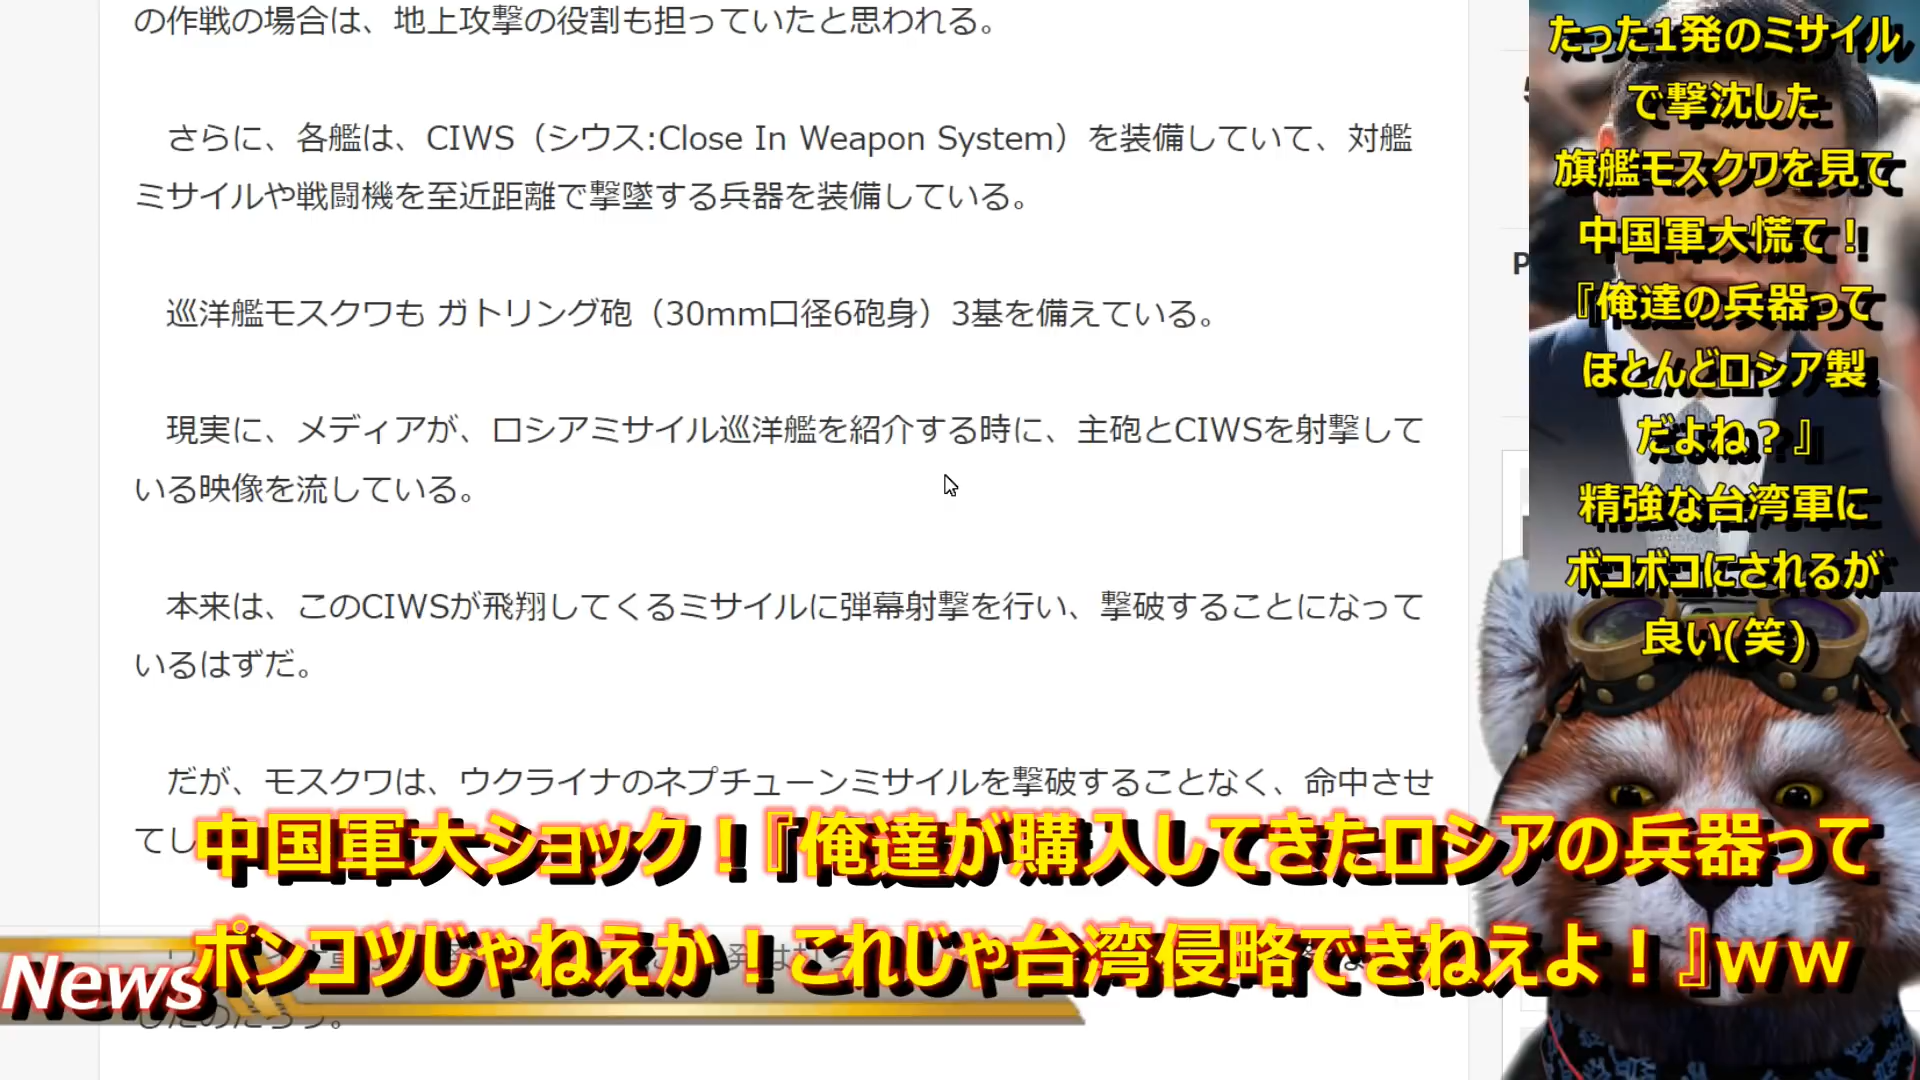 の作戦の場合は、地上攻撃の役割も担っていたと思われる。
さらに、各艦は、CIWS（シウス:Close In Weapon System）を装備していて、対艦
ミサイルや戦闘機を至近距離で撃墜する兵器を装備している。
巡洋艦モスクワも ガトリング砲（30mm口径6砲身）3基を備えている。
現実に、メディアが、ロシアミサイル巡洋艦を紹介する時に、主砲とCIWSを射撃して
いる映像を流している。
本来は、このCIWSが飛翔してくるミサイルに弾幕射撃を行い、撃破することになって
いるはずだ。
だが、モスクワは、ウクライナのネプチューンミサイルを撃破することなく、命中させ
てし
たった1発のミサイル
で撃沈した
旗艦モスクワを見て
中国軍大慌て！
『俺達の兵器って
ほとんどロシア製
だよね？』
精強な台湾軍に
ボコボコにされるが
良い(笑)
P
中国軍大ショック！『俺達が購入してきたロシアの兵器って
ポンコツじゃねえか！これじゃ台湾侵略できねえよ！』ｗｗ
News